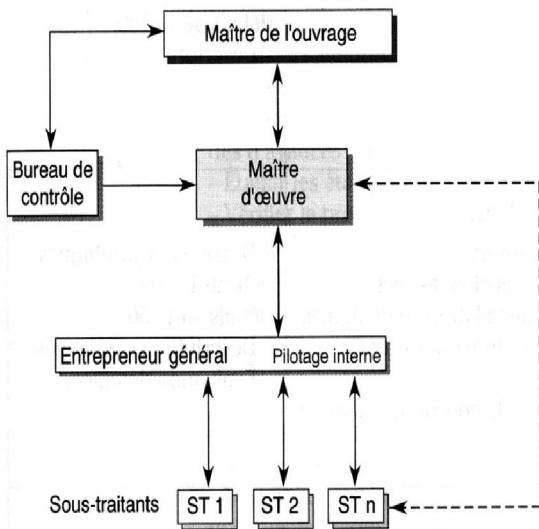 Maître de l'ouvrage
Bureau de
contrôle
Maître
d'œuvre
Entrepreneur général Pilotage interne
Sous-traitants ST 1 ST 2 ST n